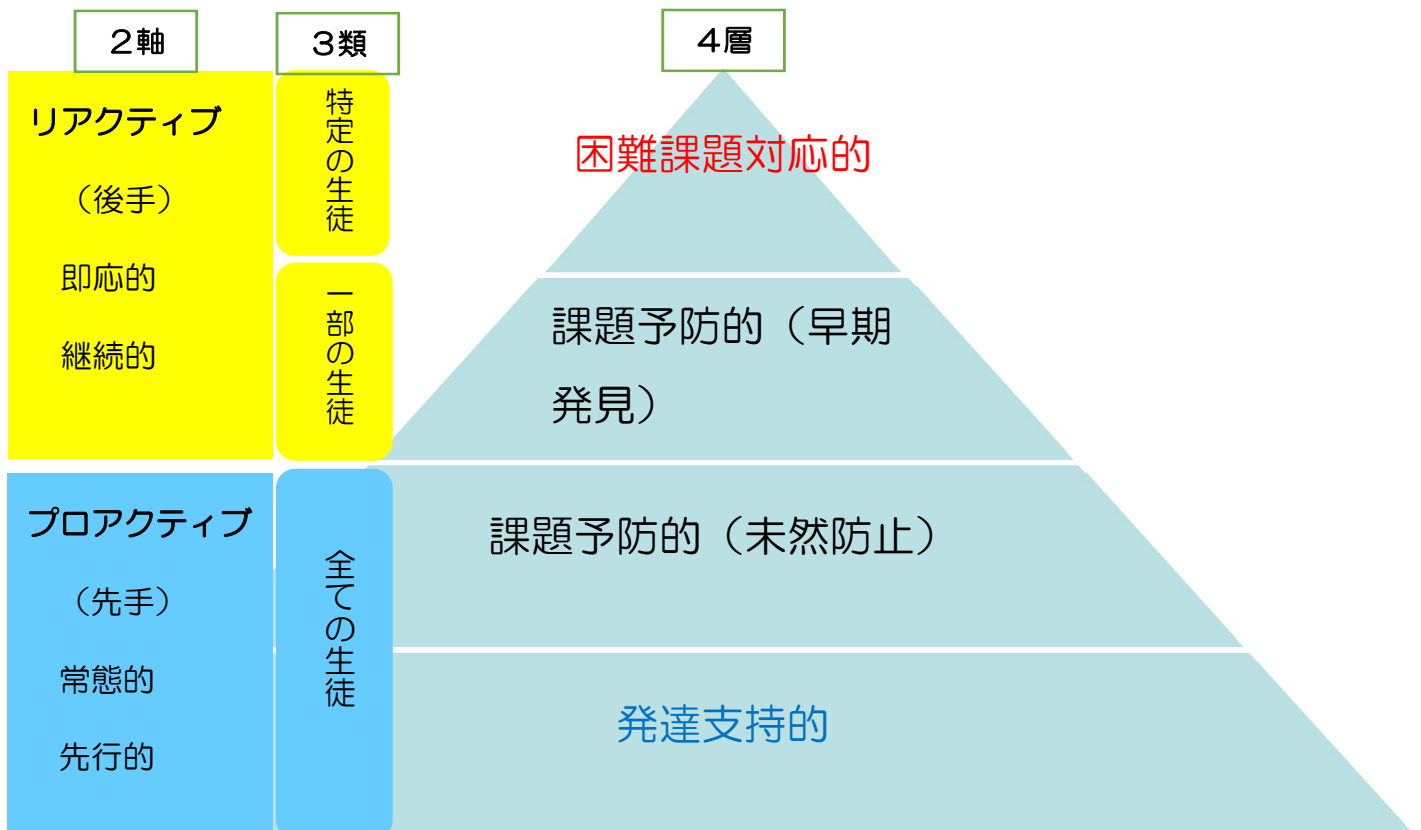 2軸
3類
4層
リアクティブ
（後手）
即応的
継続的
特定の生徒
一部の生徒
困難課題対応的
課題予防的（早期
発見）
プロアクティブ
（先手）
常態的
先行的
全ての生徒
課題予防的（未然防止）
発達支持的